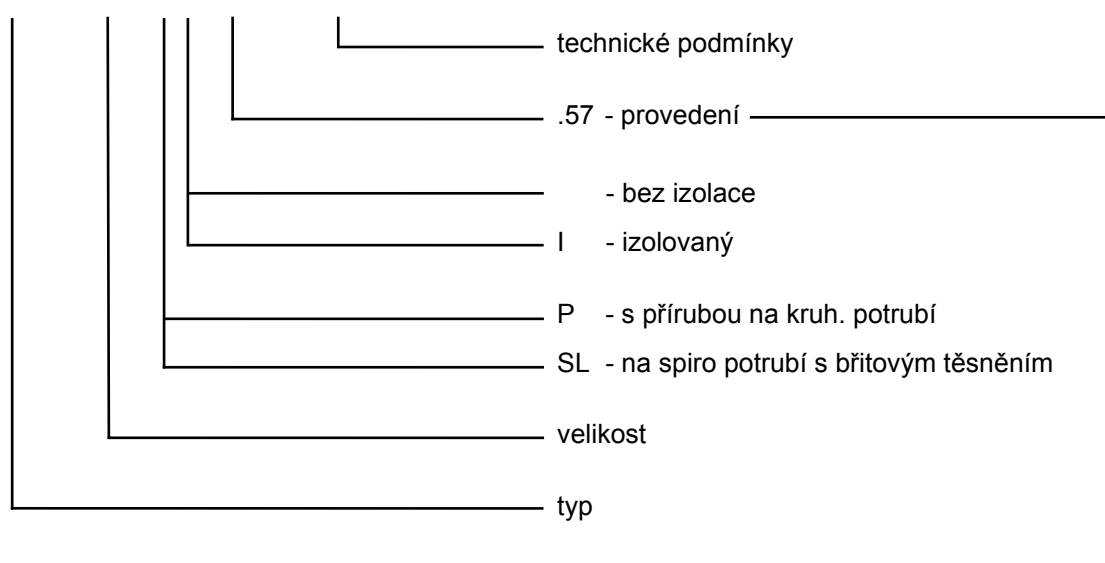 technické podmínky
.57 - provedení
- bez izolace
I - izolovaný
P - s přírubou na kruh. potrubí
SL - na spiro potrubí s břitovým těsněním
velikost
typ